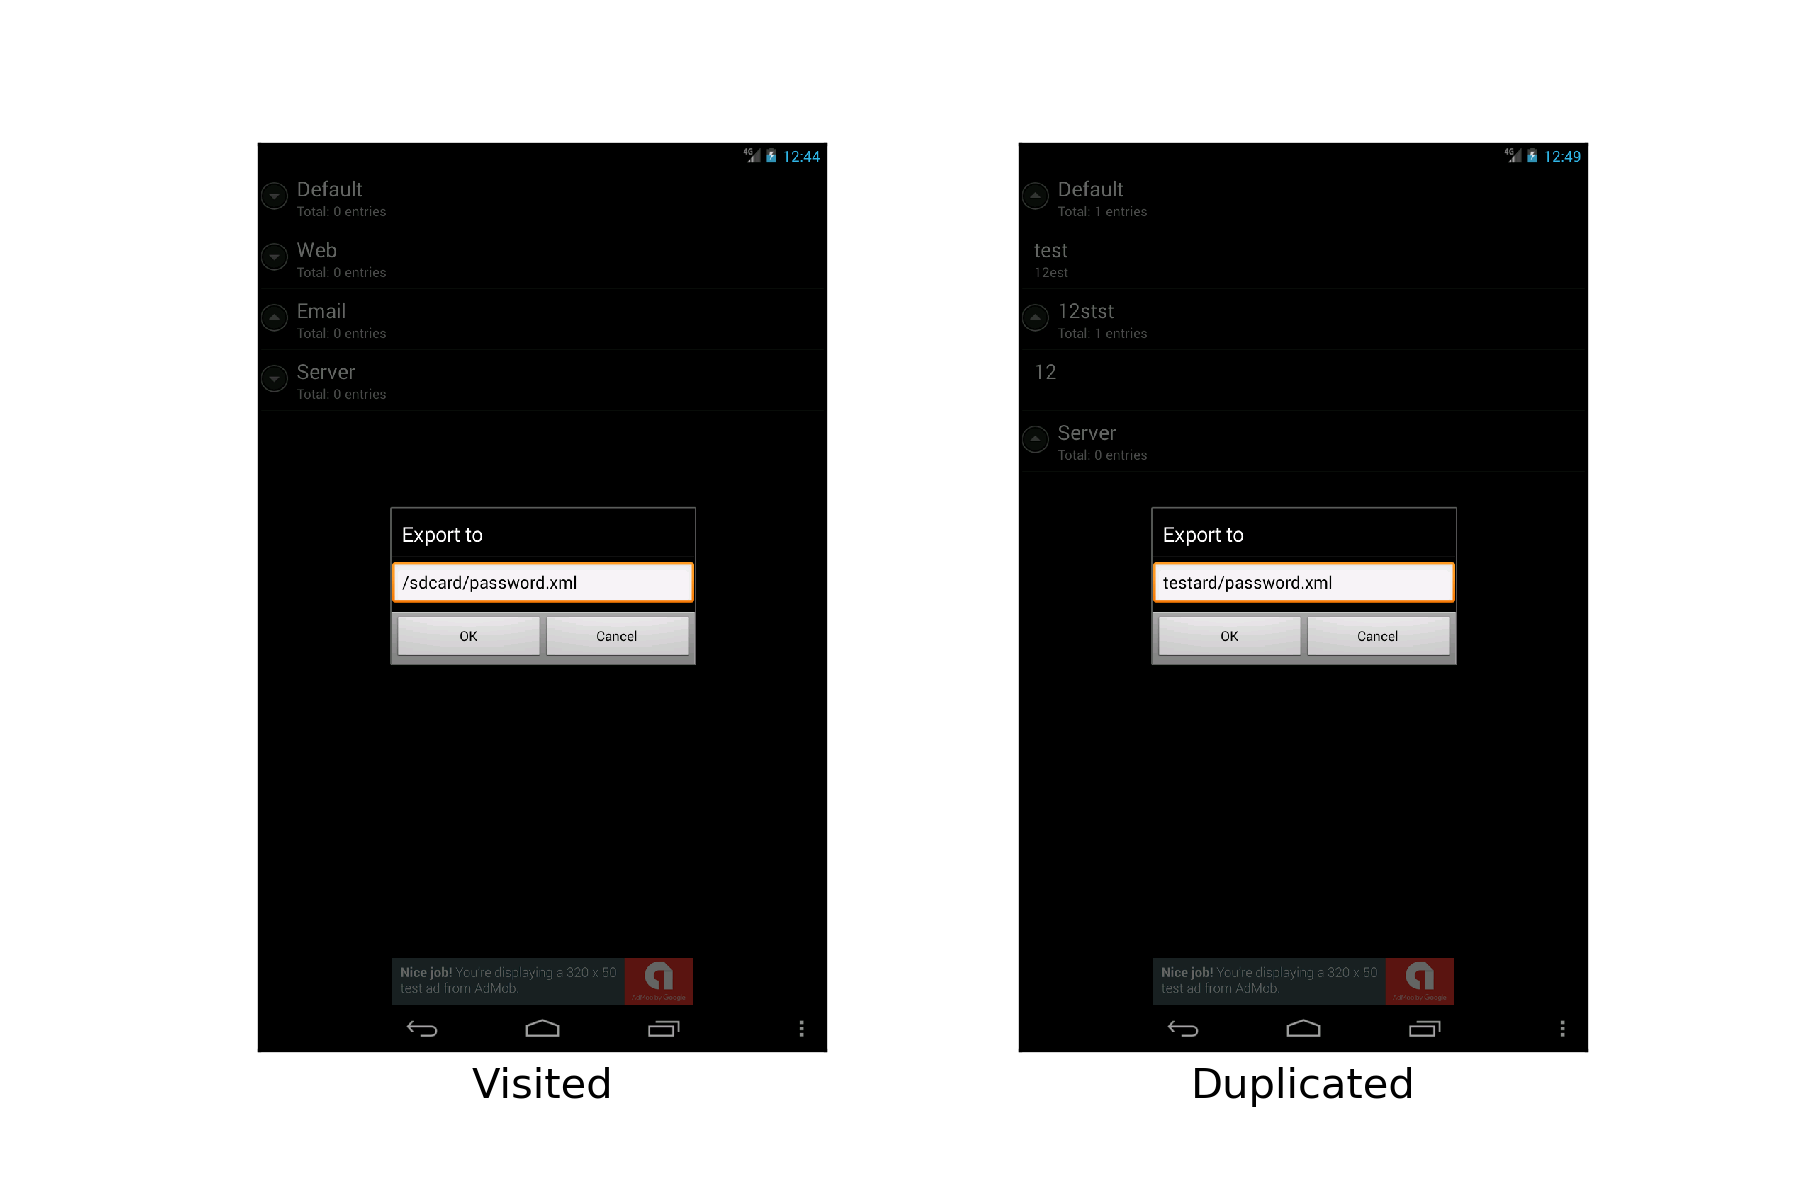 4G 12:44
Default
Total: 0 entries
Web
Total: 0 entries
Email
Total: 0 entries
Server
Total: 0 entries
Export to
/sdcard/password.xml
OK Cancel
Nice job! You're displaying a 320 x 50
test ad from AdMob.
AdMob by Google
Visited
4G 12:49
Default
Total: 1 entries
test
12est
12stst
Total: 1 entries
12
Server
Total: 0 entries
Export to
testard/password.xml
OK Cancel
Nice job! You're displaying a 320 x 50
test ad from AdMob.
AdMob by Google
Duplicated